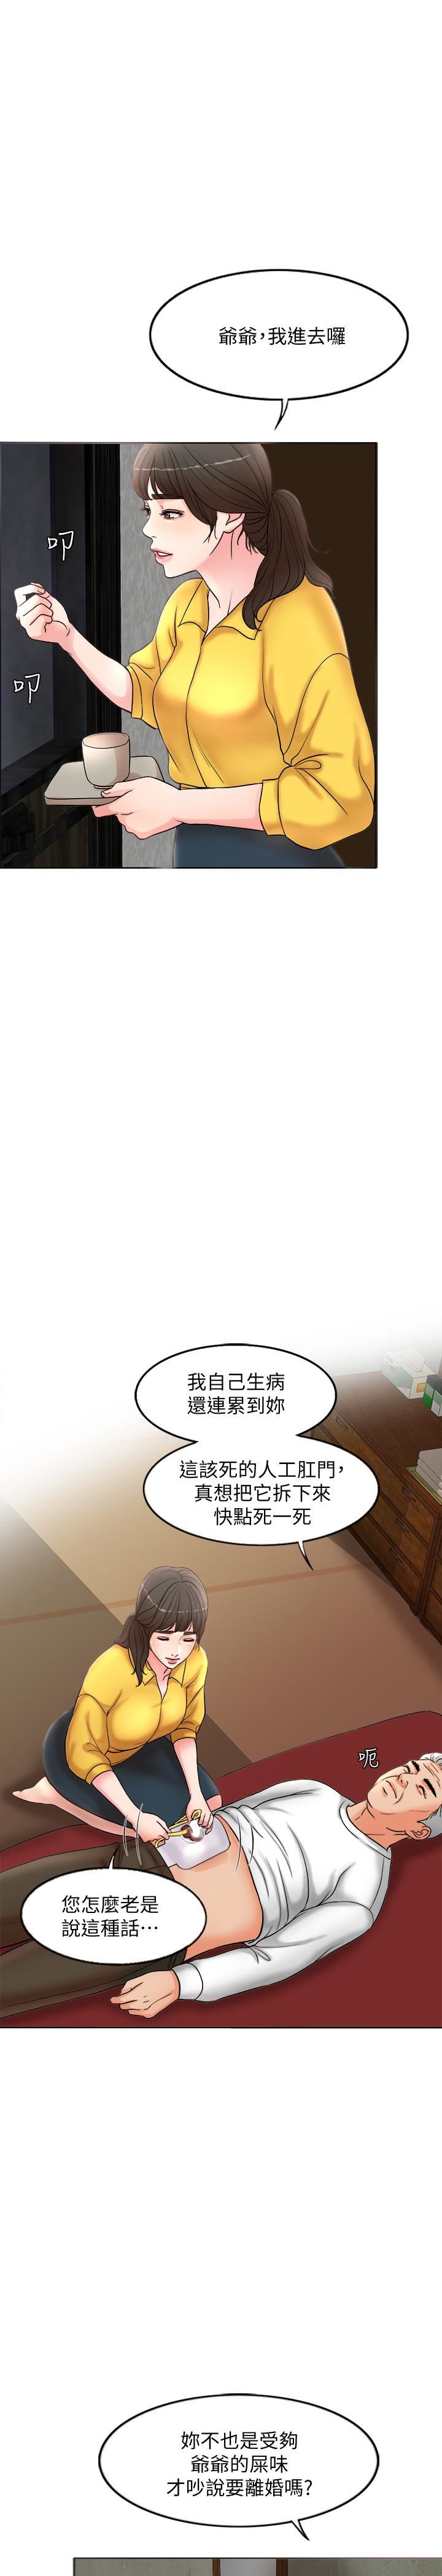 爺爺，我進去囉
叩
叩
我自己生病
還連累到妳
這該死的人工肛門，
真想把它拆下來
快點死一死
呃
您怎麼老是
說這種話…
妳不也是受夠
爺爺的屎味
才吵說要離婚嗎?